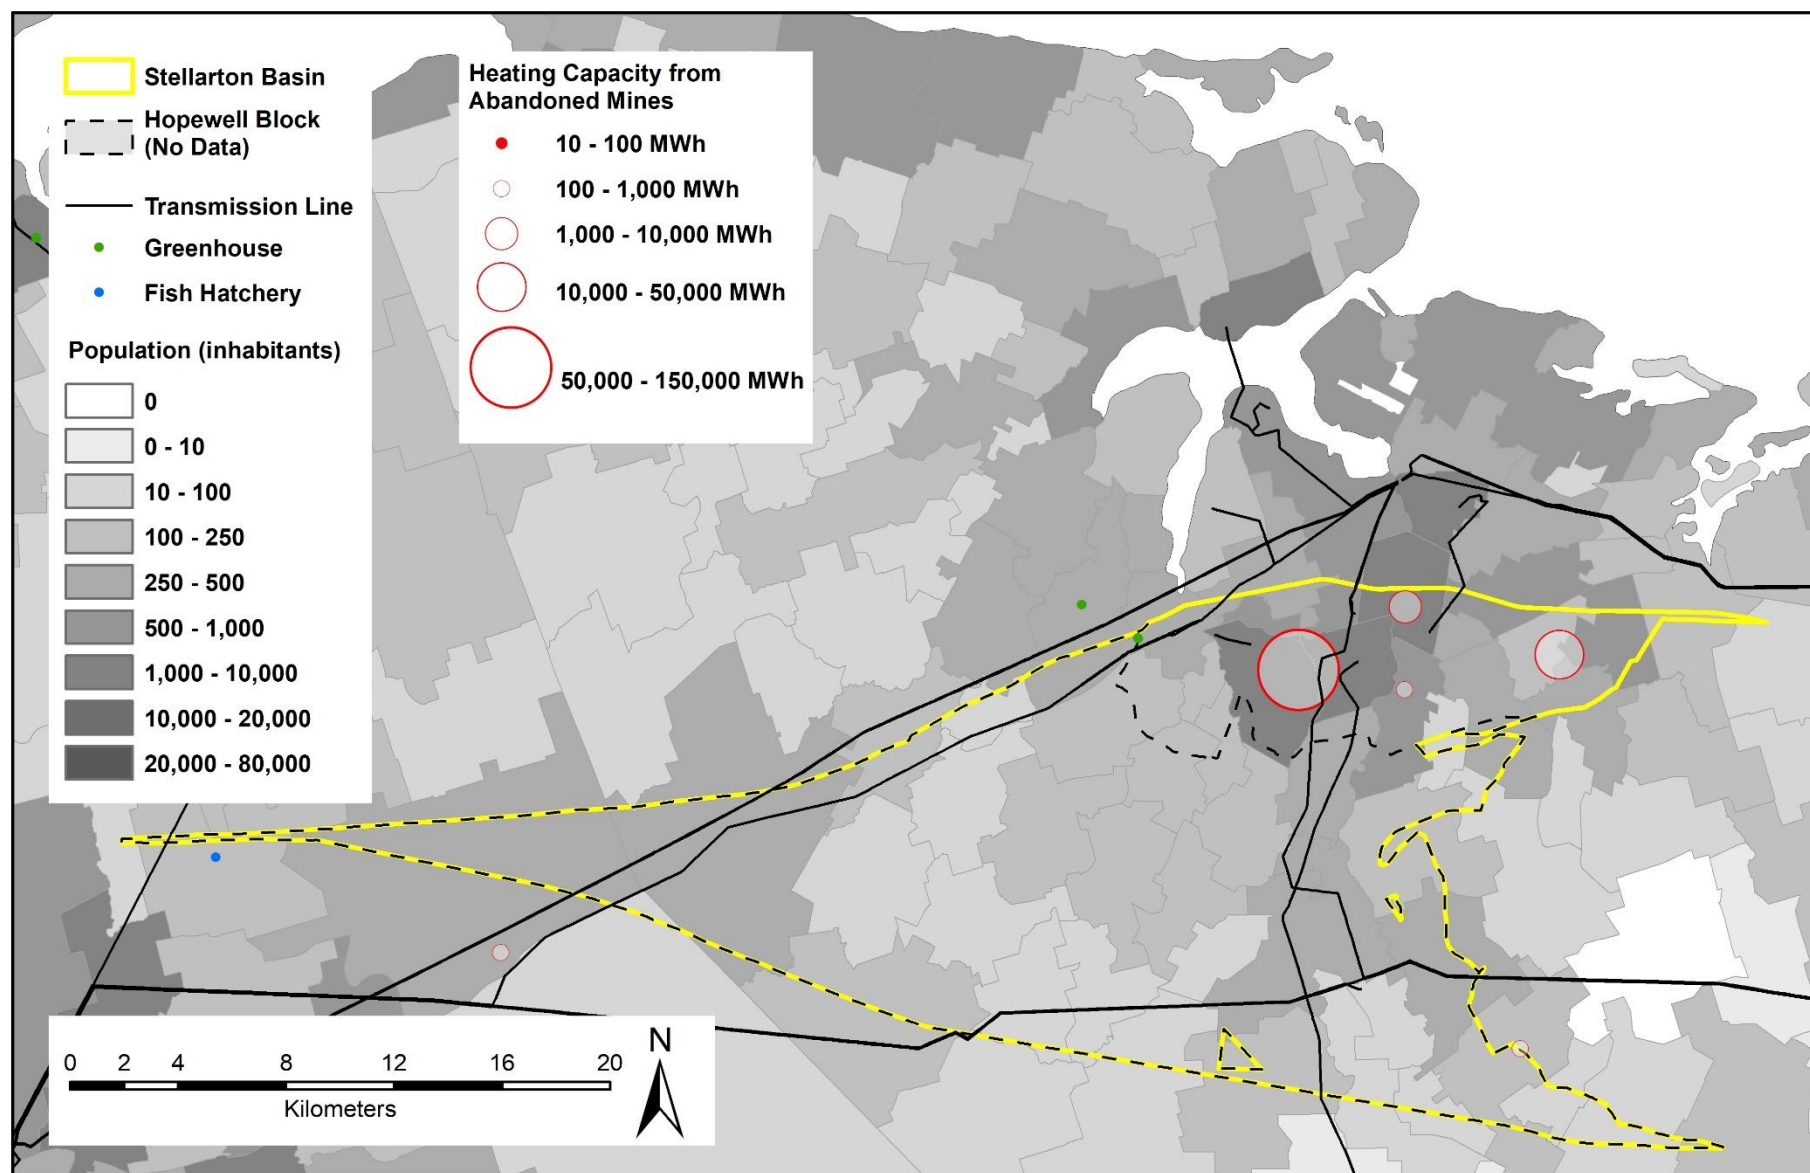 Stellarton Basin
Hopewell Block
(No Data)
Transmission Line
Greenhouse
Fish Hatchery
Population (inhabitants)
0
0 - 10
10 - 100
100 - 250
250 - 500
500 - 1,000
1,000 - 10,000
10,000 - 20,000
20,000 - 80,000
Heating Capacity from
Abandoned Mines
10 - 100 MWh
100 - 1,000 MWh
1,000 - 10,000 MWh
10,000 - 50,000 MWh
50,000 - 150,000 MWh
0 2 4 8 12 16 20
Kilometers
N